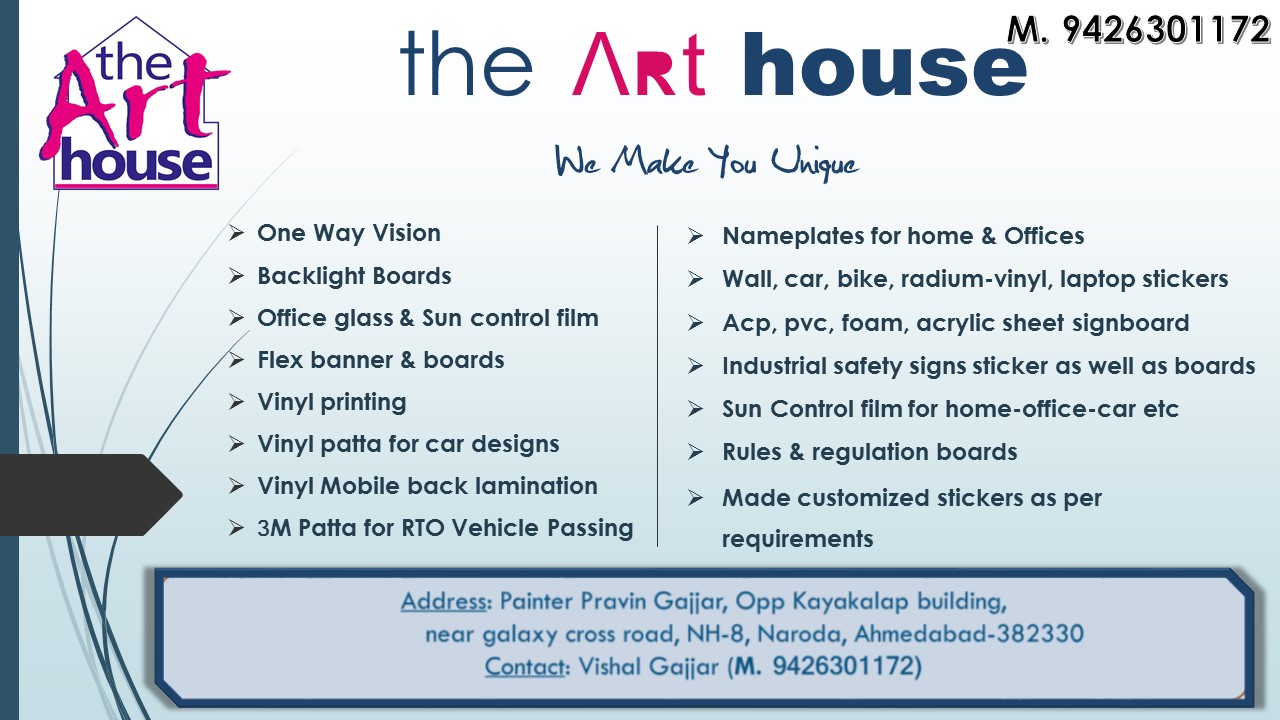 M. 9426301172
the
Art
house
the Art house
We Make You Unique
One Way Vision
Backlight Boards
Office glass & Sun control film
Flex banner & boards
Vinyl printing
Vinyl patta for car designs
Vinyl Mobile back lamination
3M Patta for RTO Vehicle Passing
Nameplates for home & Offices
Wall, car, bike, radium-vinyl, laptop stickers
Acp, pvc, foam, acrylic sheet signboard
Industrial safety signs sticker as well as boards
Sun Control film for home-office-car etc
Rules & regulation boards
Made customized stickers as per
requirements
Address: Painter Pravin Gajjar, Opp Kayakalap building,
near galaxy cross road, NH-8, Naroda, Ahmedabad-382330
Contact: Vishal Gajjar (M. 9426301172)